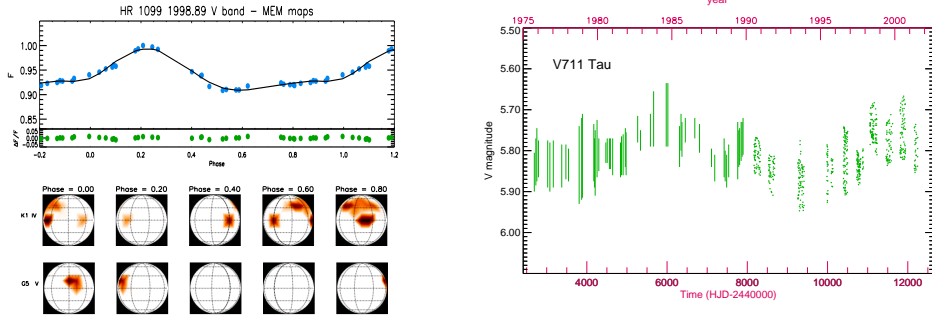 HR 1099 1998.89 V band - MEM maps
1.00
0.95
0.90
0.85
F
0.05
0.00
-0.05
ΔF/F
-0.2 0.0 0.2 0.4 0.6 0.8 1.0 1.2
Phase
Phase = 0.00 Phase = 0.20 Phase = 0.40 Phase = 0.60 Phase = 0.80
K1 IV
G5 V
year
1975 1980 1985 1990 1995 2000
5.50
5.60
5.70
5.80
5.90
6.00
V magnitude
V711 Tau
4000 6000 8000 10000 12000
Time (HJD-2440000)